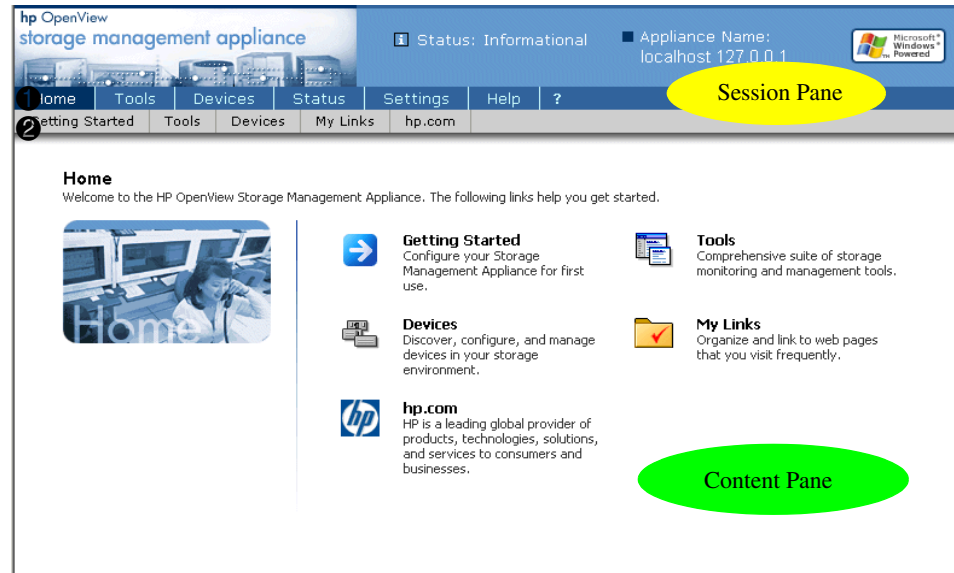 hp OpenView
storage management appliance
i Status: Informational
Appliance Name:
localhost 127.0.0.1
Microsoft®
Windows®
Powered
TM
Session Pane
1
Home Tools Devices Status Settings Help ?
2
Getting Started Tools Devices My Links hp.com
Home
Welcome to the HP OpenView Storage Management Appliance. The following links help you get started.
Home
Getting Started
Configure your Storage
Management Appliance for first
use.
Tools
Comprehensive suite of storage
monitoring and management tools.
Devices
Discover, configure, and manage
devices in your storage
environment.
My Links
Organize and link to web pages
that you visit frequently.
hp
hp.com
HP is a leading global provider of
products, technologies, solutions,
and services to consumers and
businesses.
Content Pane